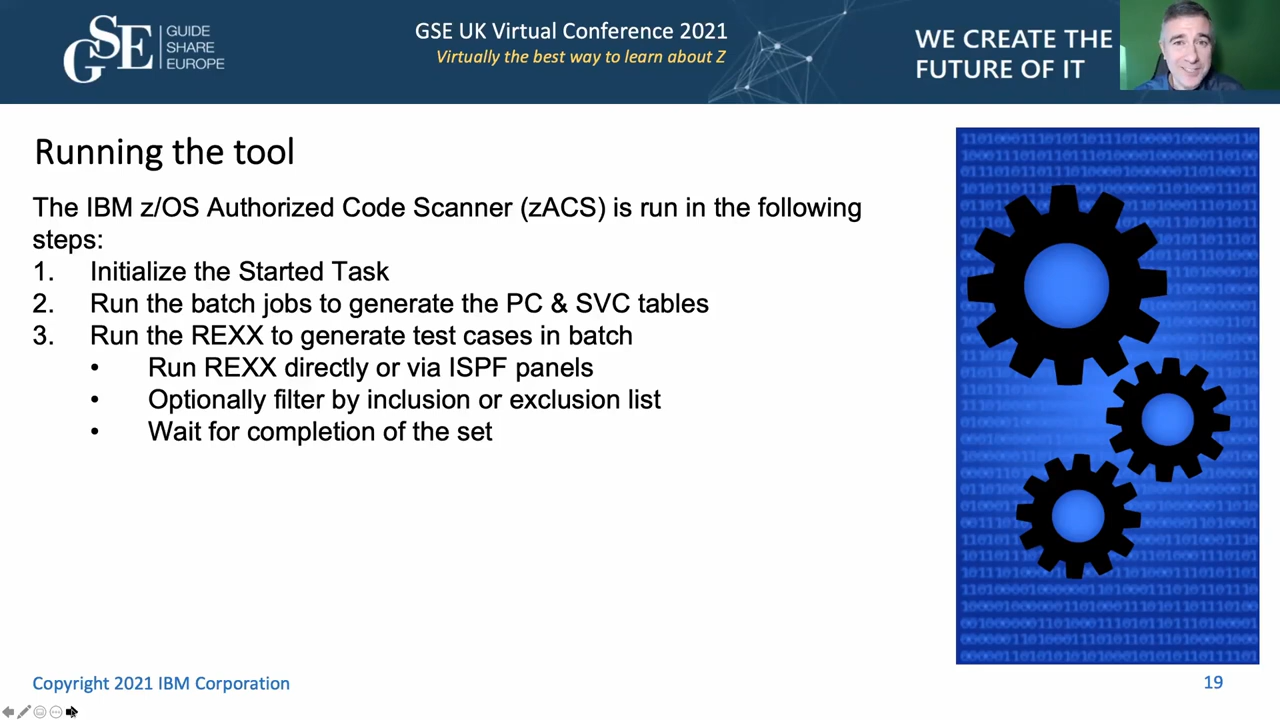 GSE
GUIDE
SHARE
EUROPE
GSE UK Virtual Conference 2021
Virtually the best way to learn about Z
WE CREATE THE
FUTURE OF IT
Running the tool
The IBM z/OS Authorized Code Scanner (zACS) is run in the following
steps:
1. Initialize the Started Task
2. Run the batch jobs to generate the PC & SVC tables
3. Run the REXX to generate test cases in batch
• Run REXX directly or via ISPF panels
• Optionally filter by inclusion or exclusion list
• Wait for completion of the set
Copyright 2021 IBM Corporation
19